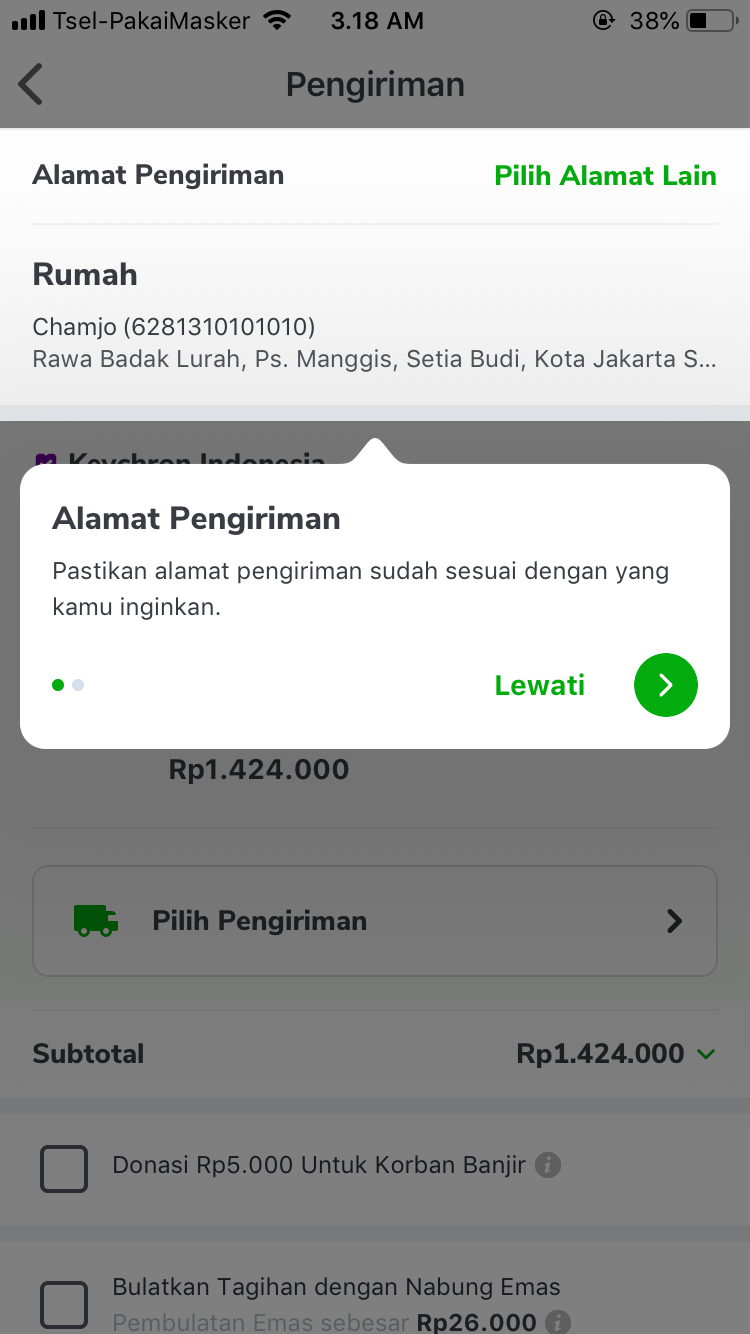 Tsel-PakaiMasker 3.18 AM 38%
Pengiriman
Alamat Pengiriman Pilih Alamat Lain
Rumah
Chamjo (6281310101010)
Rawa Badak Lurah, Ps. Manggis, Setia Budi, Kota Jakarta S...
Keychron Indonesia
Alamat Pengiriman
Pastikan alamat pengiriman sudah sesuai dengan yang
kamu inginkan.
Lewati
Rp1.424.000
Pilih Pengiriman
Subtotal Rp1.424.000
Donasi Rp5.000 Untuk Korban Banjir
Bulatkan Tagihan dengan Nabung Emas
Pembulatan Emas sebesar Rp26.000